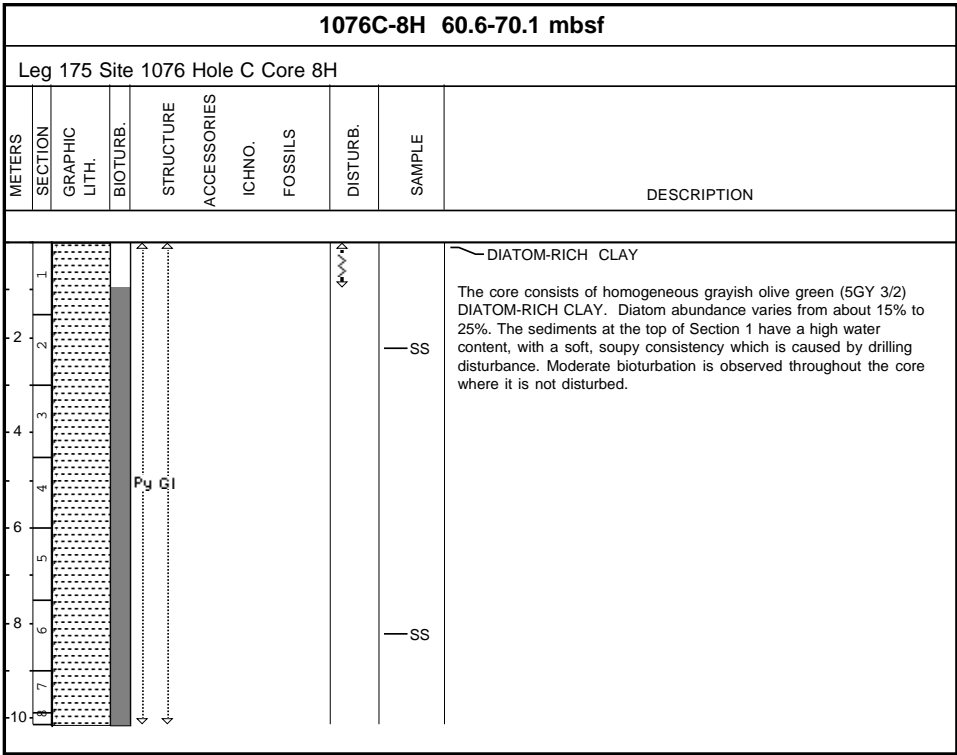 1076C-8H 60.6-70.1 mbsf
Leg 175 Site 1076 Hole C Core 8H
METERS
SECTION
GRAPHIC
LITH.
BIOTURB.
STRUCTURE
ACCESSORIES
ICHNO.
FOSSILS
DISTURB.
SAMPLE
DESCRIPTION
DIATOM-RICH CLAY
The core consists of homogeneous grayish olive green (5GY 3/2)
DIATOM-RICH CLAY. Diatom abundance varies from about 15% to
25%. The sediments at the top of Section 1 have a high water
content, with a soft, soupy consistency which is caused by drilling
disturbance. Moderate bioturbation is observed throughout the core
where it is not disturbed.
1
2
2
SS
3
4
4
Py Gl
6
5
8
6
SS
7
10
8